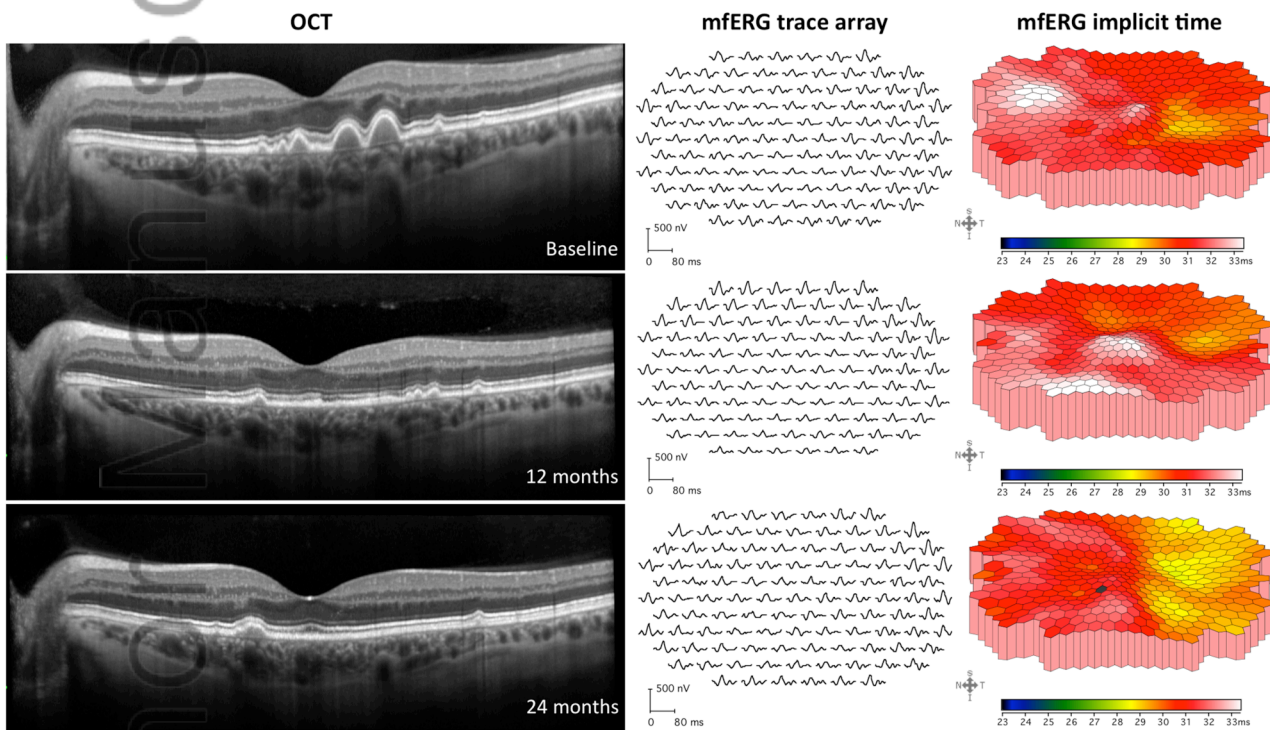 OCT
mfERG trace array
mfERG implicit time
Baseline
500 nV
0 80 ms
S
N T
I
23 24 25 26 27 28 29 30 31 32 33ms
12 months
500 nV
0 80 ms
S
N T
I
23 24 25 26 27 28 29 30 31 32 33ms
24 months
500 nV
0 80 ms
S
N T
I
23 24 25 26 27 28 29 30 31 32 33ms